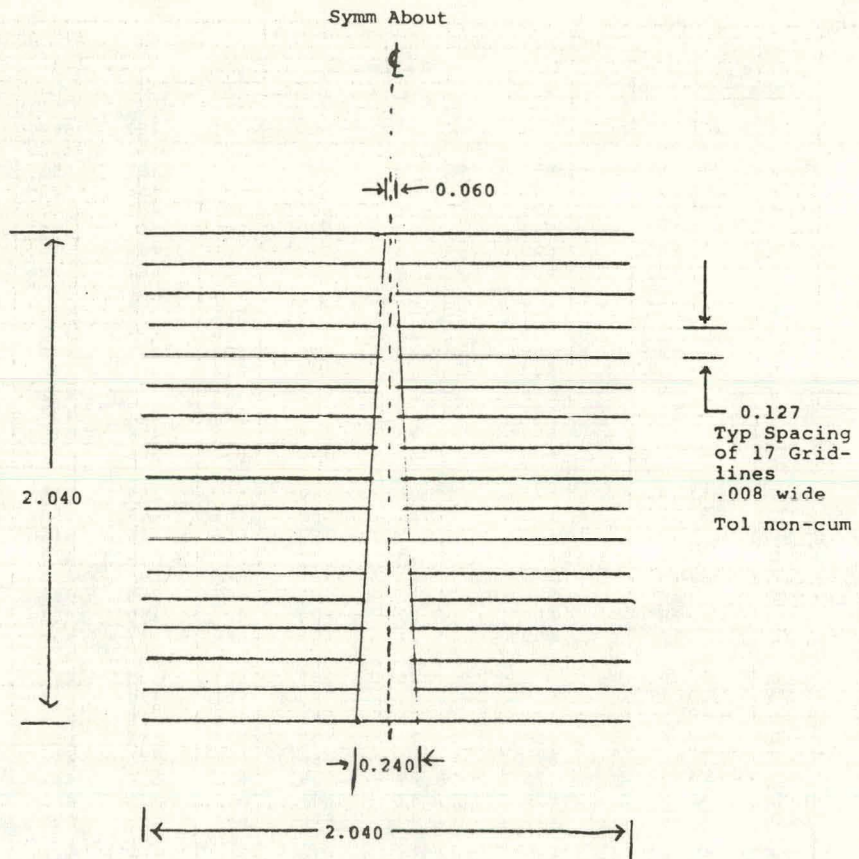 Symm About
℄
0.060
0.127
Typ Spacing
of 17 Grid-
lines
.008 wide
Tol non-cum
2.040
0.240
2.040